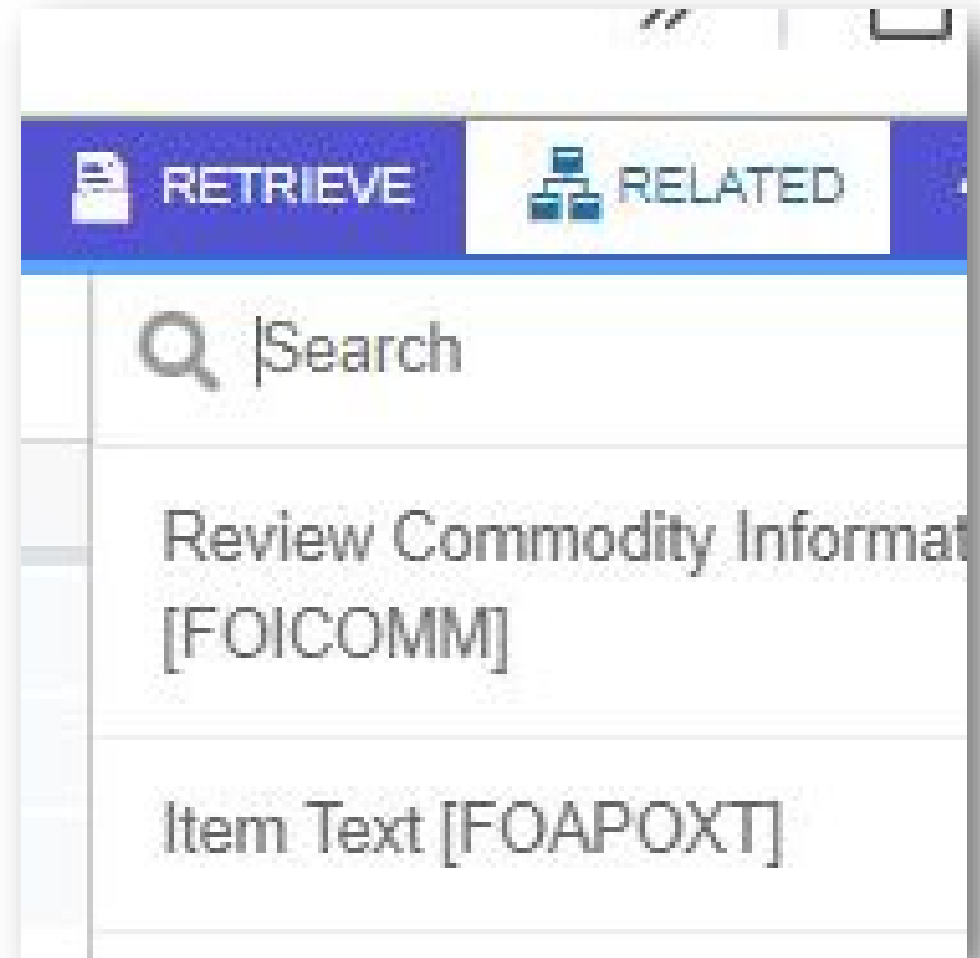 RETRIEVE RELATED
Search
Review Commodity Informat
[FOICOMM]
Item Text [FOAPOXT]